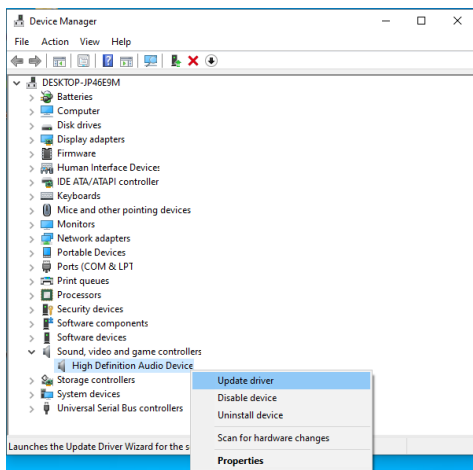 Device Manager
File Action View Help
DESKTOP-JP46E9M
Batteries
Computer
Disk drives
Display adapters
Firmware
Human Interface Devices
IDE ATA/ATAPI controller
Keyboards
Mice and other pointing devices
Monitors
Network adapters
Portable Devices
Ports (COM & LPT
Print queues
Processors
Security devices
Software components
Software devices
Sound, video and game controllers
High Definition Audio Device
Storage controllers
System devices
Universal Serial Bus controllers
Update driver
Disable device
Uninstall device
Scan for hardware changes
Properties
Launches the Update Driver Wizard for the s